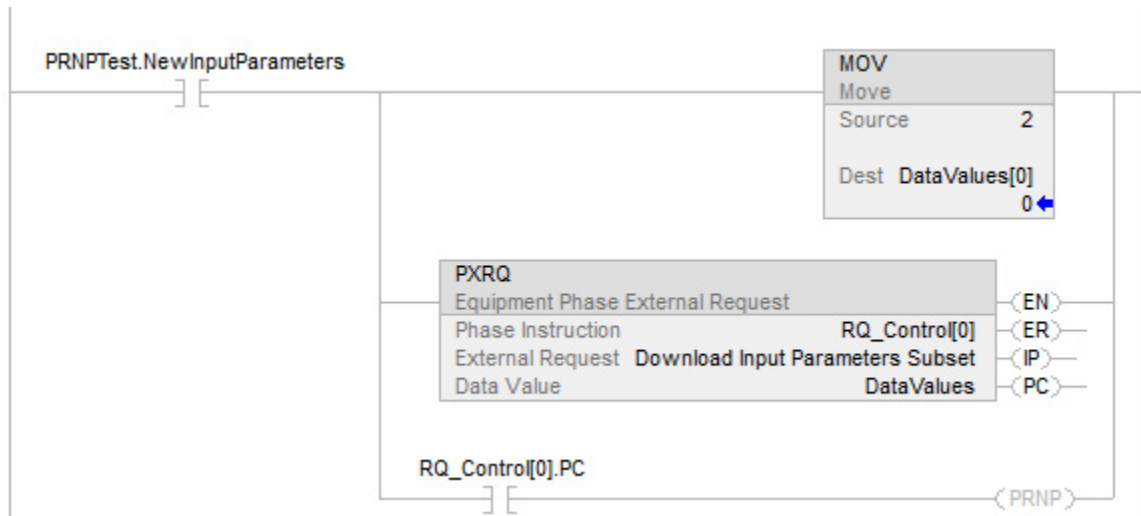 PRNPTest.NewInputParameters
MOV
Move
Source 2
Dest DataValues[0]
0
PXRQ
Equipment Phase External Request
EN
Phase Instruction RQ_Control[0]
ER
External Request Download Input Parameters Subset
IP
Data Value DataValues
PC
RQ_Control[0].PC
PRNP